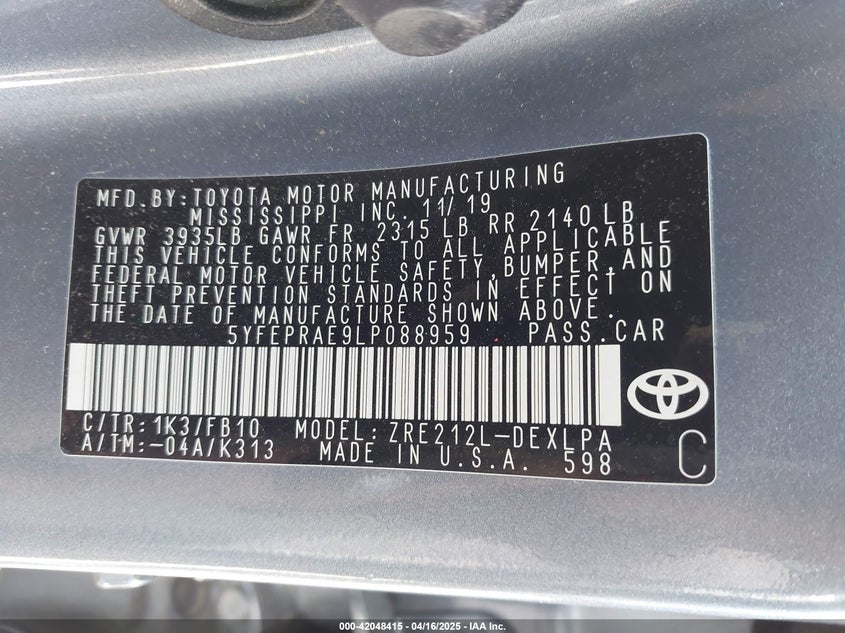 MFD.BY:TOYOTA MOTOR MANUFACTURING
MISSISSIPPI INC. 11/19
GVWR 3935LB GAWR FR 2315 LB RR 2140 LB
THIS VEHICLE CONFORMS TO ALL APPLICABLE
FEDERAL MOTOR VEHICLE SAFETY,BUMPER,AND
THEFT PREVENTION STANDARDS IN EFFECT ON
THE DATE OF MANUFACTURE SHOWN ABOVE.
5YFEPRAE9LP088959 PASS.CAR
C/TR: 1K3/FB10 MODEL: ZRE212L-DEXLPA
A/TM: -04A/K313 MADE IN U.S.A. 598 C
000-42048415 - 04/16/2025 - IAA Inc.